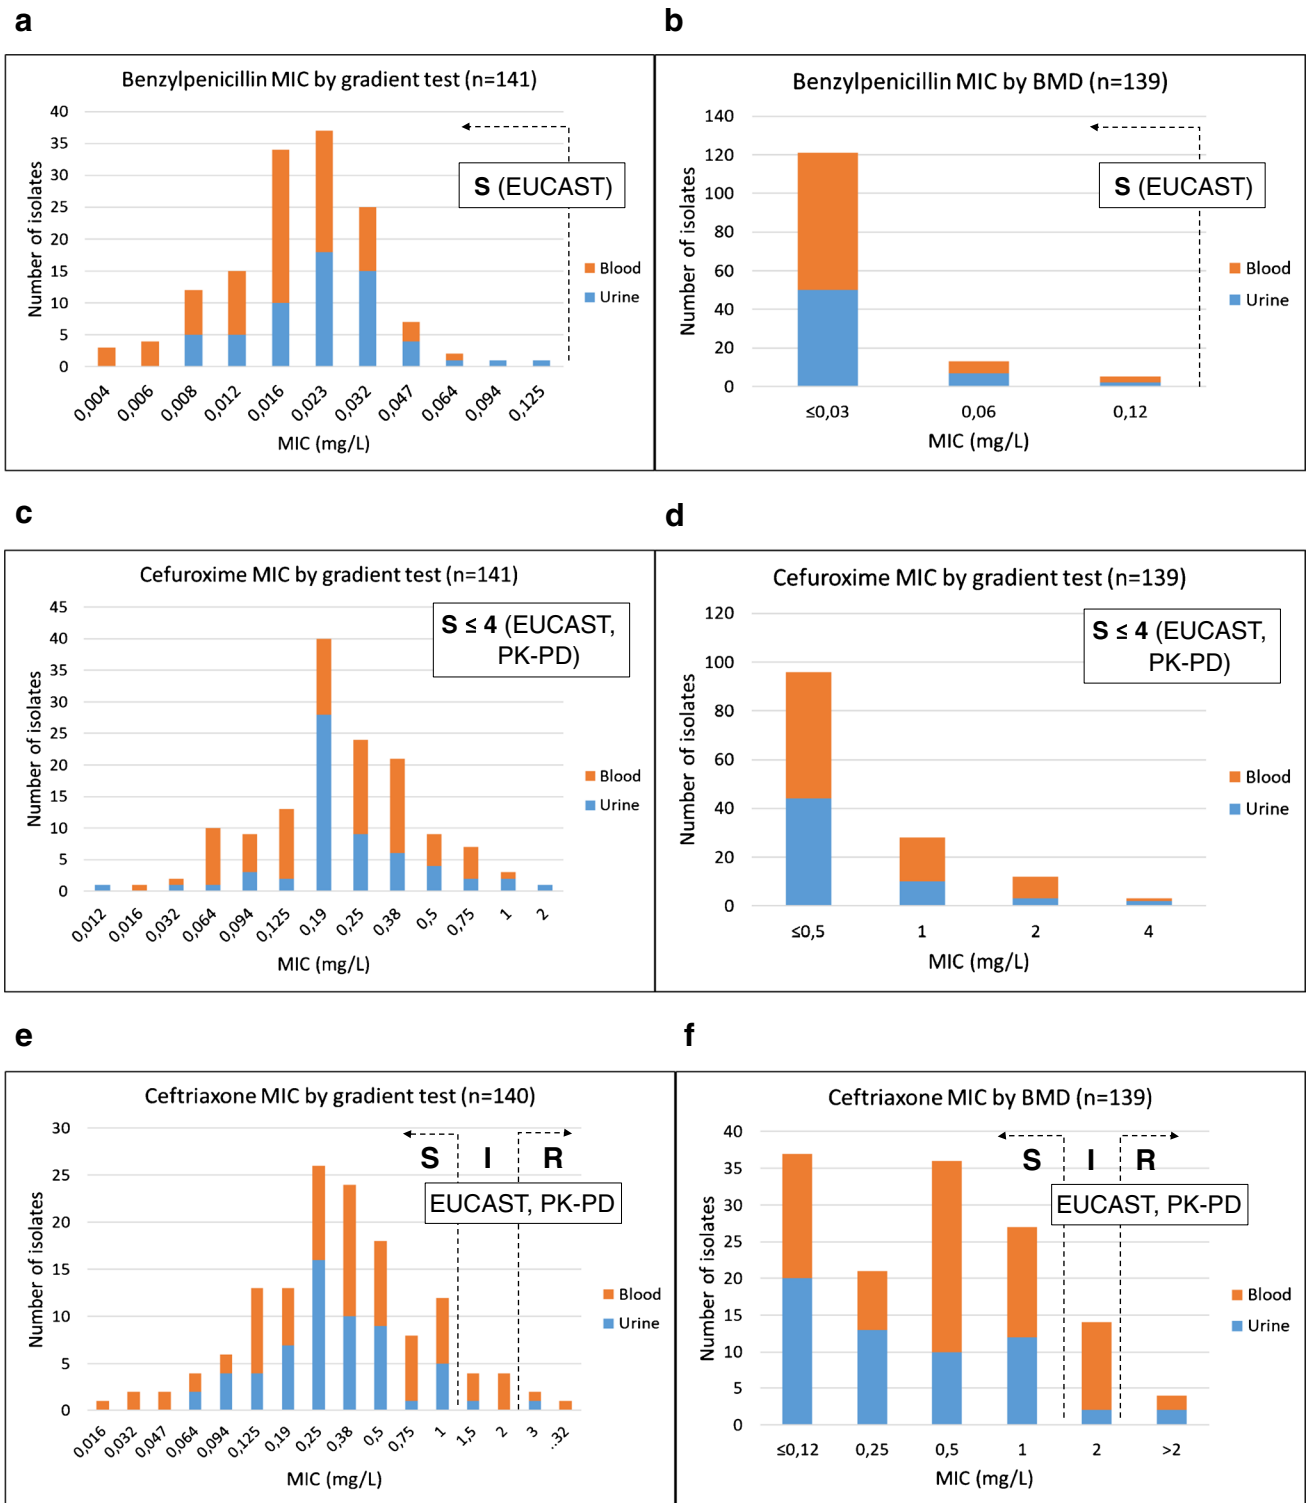 a
Benzylpenicillin MIC by gradient test (n=141)
Number of isolates
40
35
30
25
20
15
10
5
0
S (EUCAST)
Blood
Urine
0,004
0,006
0,008
0,012
0,016
0,023
0,032
0,047
0,064
0,094
0,125
MIC (mg/L)
b
Benzylpenicillin MIC by BMD (n=139)
Number of isolates
140
120
100
80
60
40
20
0
S (EUCAST)
Blood
Urine
≤0,03
0,06
0,12
MIC (mg/L)
c
Cefuroxime MIC by gradient test (n=141)
Number of isolates
45
40
35
30
25
20
15
10
5
0
S ≤ 4 (EUCAST,
PK-PD)
Blood
Urine
0,012
0,016
0,032
0,064
0,094
0,125
0,19
0,25
0,38
0,5
0,75
1
2
MIC (mg/L)
d
Cefuroxime MIC by gradient test (n=139)
Number of isolates
120
100
80
60
40
20
0
S ≤ 4 (EUCAST,
PK-PD)
Blood
Urine
≤0,5
1
2
4
MIC (mg/L)
e
Ceftriaxone MIC by gradient test (n=140)
Number of isolates
30
25
20
15
10
5
0
S
I
R
EUCAST, PK-PD
Blood
Urine
0,016
0,032
0,047
0,064
0,094
0,125
0,19
0,25
0,38
0,5
0,75
1
1,5
2
3
..32
MIC (mg/L)
f
Ceftriaxone MIC by BMD (n=139)
Number of isolates
40
35
30
25
20
15
10
5
0
S
I
R
EUCAST, PK-PD
Blood
Urine
≤0,12
0,25
0,5
1
2
>2
MIC (mg/L)